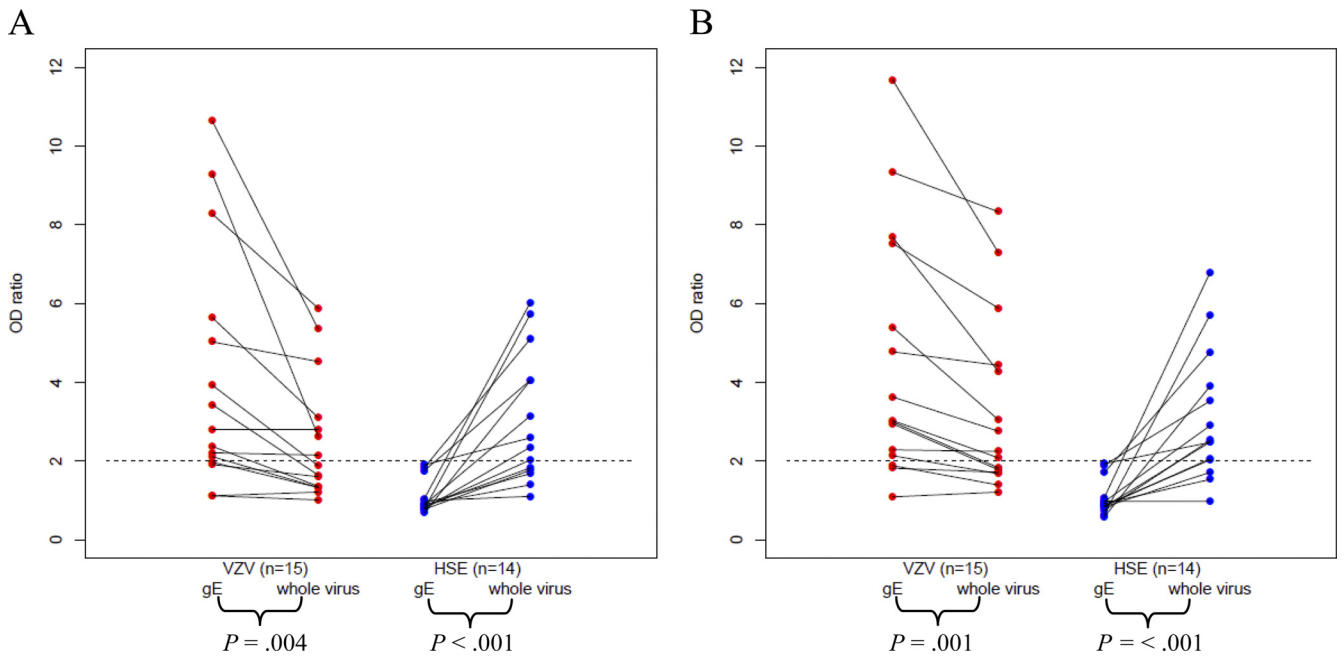 A
B
12
10
8
6
4
2
0
OD ratio
VZV (n=15)
HSE (n=14)
gE
whole virus
gE
whole virus
P = .004
P < .001
12
10
8
6
4
2
0
OD ratio
VZV (n=15)
HSE (n=14)
gE
whole virus
gE
whole virus
P = .001
P = < .001